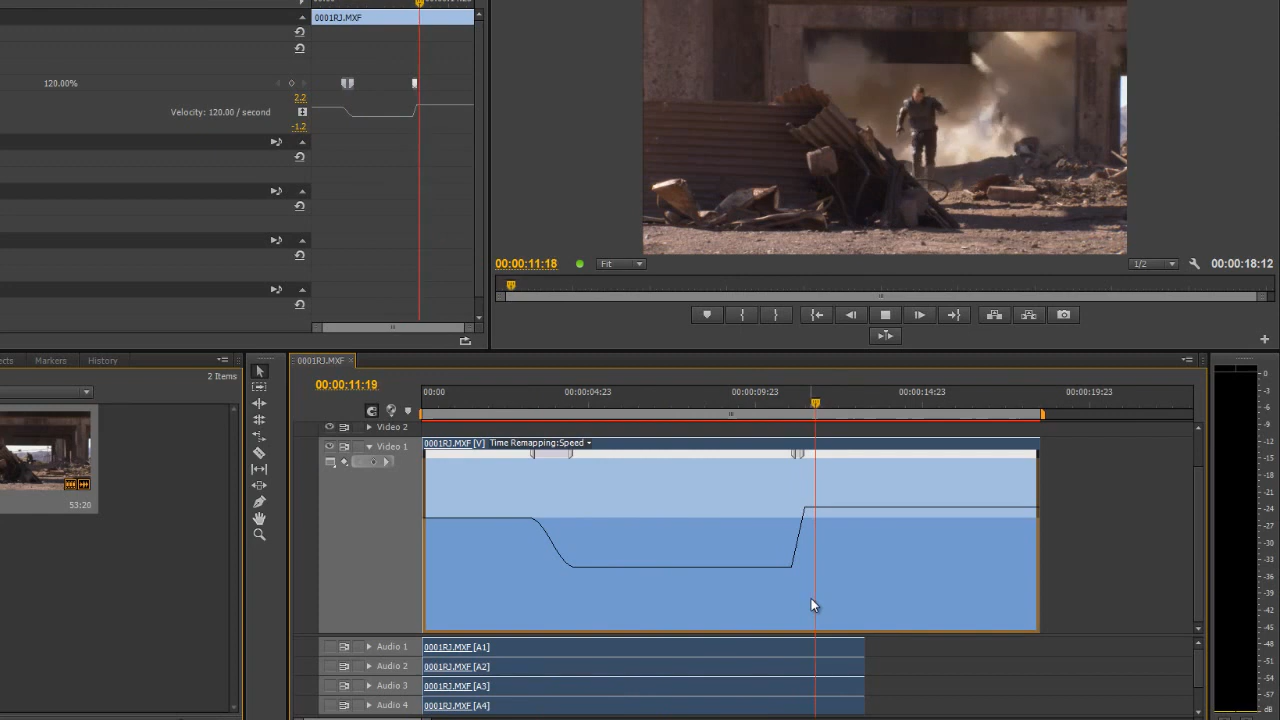 0001RJ.MXF
120.00%
2.2
Velocity: 120.00 / second
-1.2
00:00:11:18
Fit
1/2
00:00:18:12
Markers
History
2 Items
53:20
0001RJ.MXF
00:00:11:19
00:00
00:00:04:23
00:00:09:23
00:00:14:23
00:00:19:23
Video 2
Video 1
0001RJ.MXF [V] Time Remapping:Speed
Audio 1
0001RJ.MXF [A1]
Audio 2
0001RJ.MXF [A2]
Audio 3
0001RJ.MXF [A3]
Audio 4
0001RJ.MXF [A4]
0
-3
-6
-9
-12
-15
-18
-21
-24
-27
-30
-33
-36
-39
-42
-45
-48
-51
-54
-57
dB